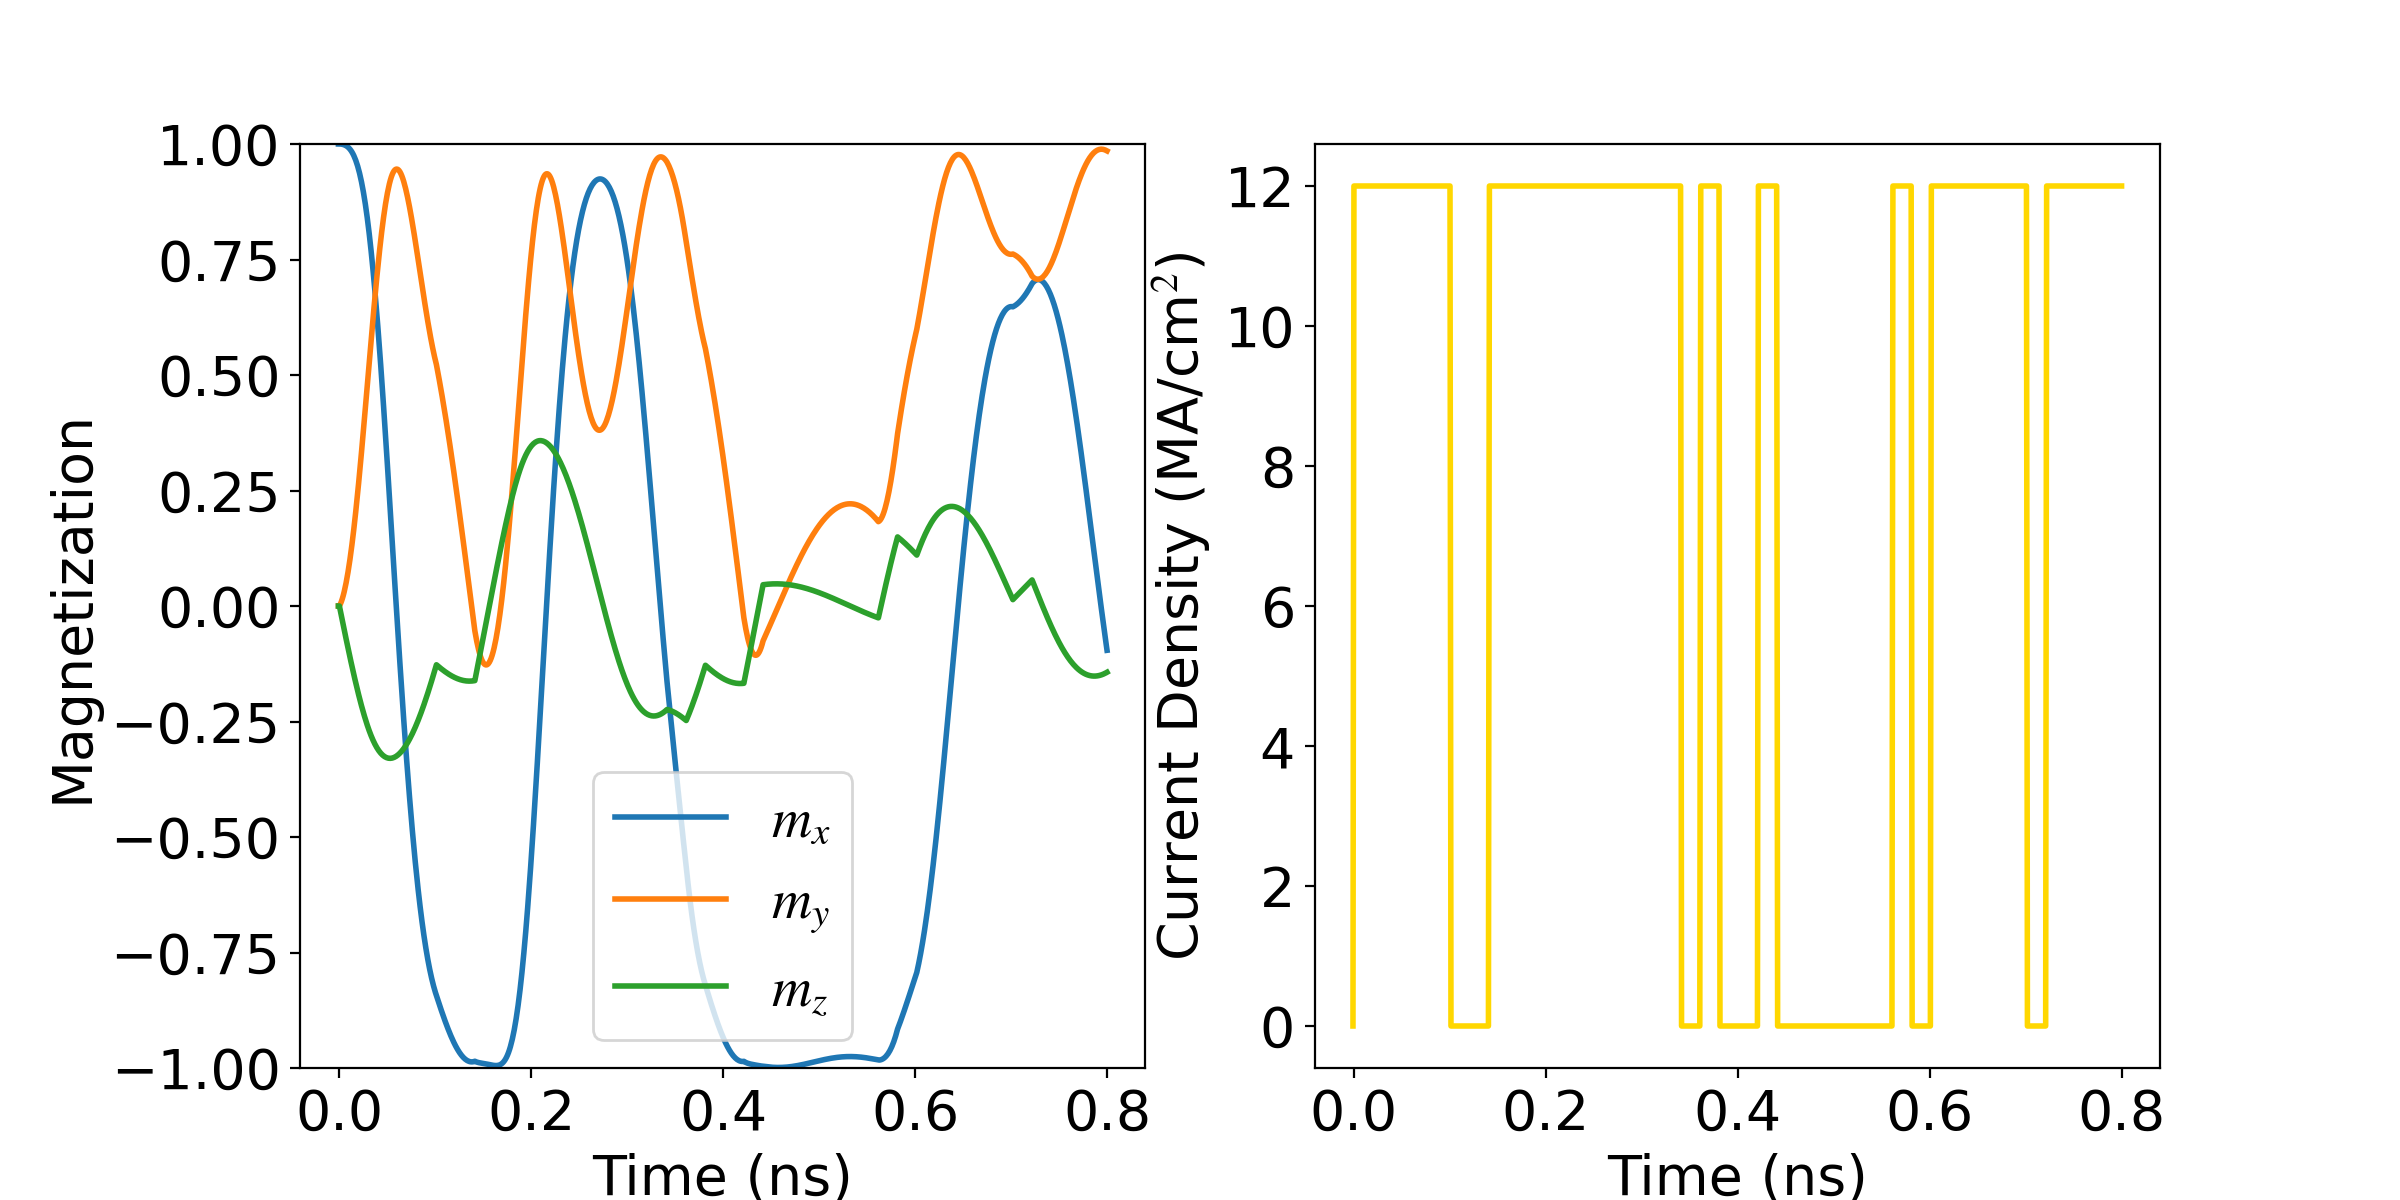 Magnetization
1.00
0.75
0.50
0.25
0.00
−0.25
−0.50
−0.75
−1.00
0.0 0.2 0.4 0.6 0.8
Time (ns)
m_x
m_y
m_z
Current Density (MA/cm²)
12
10
8
6
4
2
0
0.0 0.2 0.4 0.6 0.8
Time (ns)